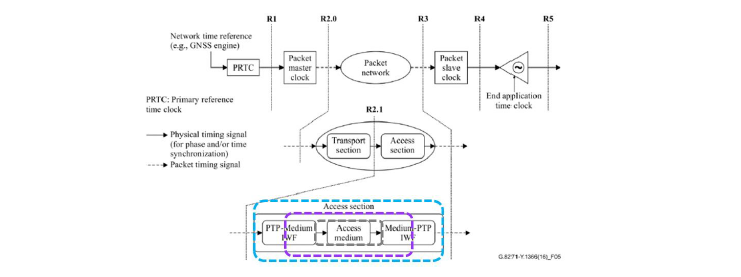 R1
R2.0
R3
R4
R5
Network time reference
(e.g., GNSS engine)
PRTC
Packet
master
clock
Packet
network
Packet
slave
clock
End application
time clock
PRTC: Primary reference
time clock
R2.1
Physical timing signal
(for phase and/or time
synchronization)
Packet timing signal
Transport
section
Access
section
Access section
PTP-Medium
IWF
Access
medium
Medium-PTP
IWF
G.8271-Y.1366(16)_F05